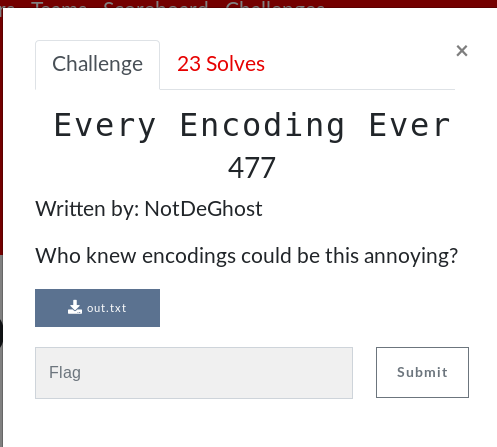 Teams Scoreboard Challenges
Challenge
23 Solves
×
Every Encoding Ever
477
Written by: NotDeGhost
Who knew encodings could be this annoying?
out.txt
Flag
Submit